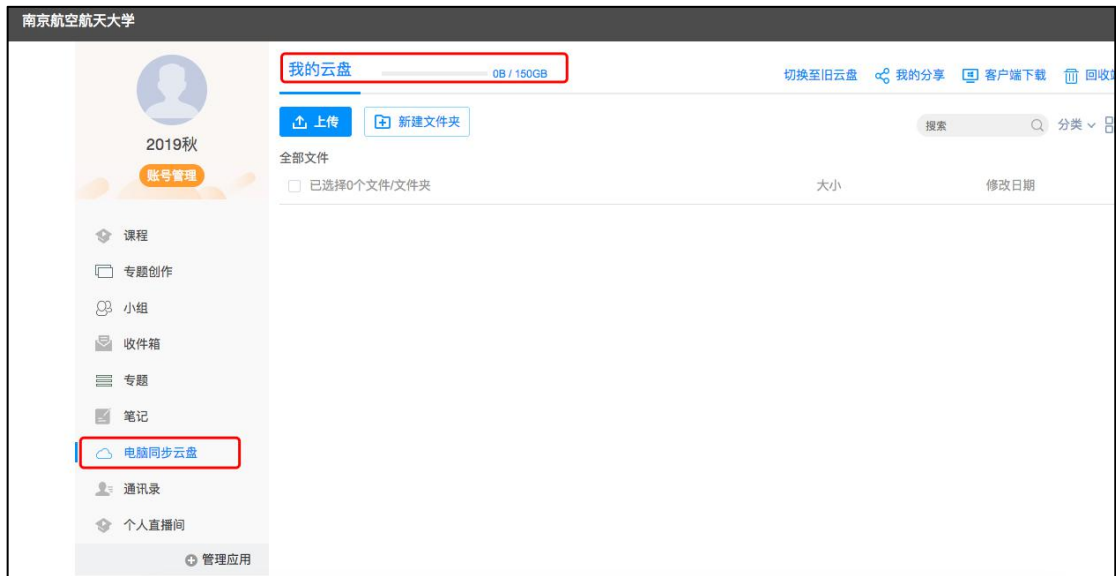 南京航空航天大学
2019秋
账号管理
课程
专题创作
小组
收件箱
专题
笔记
电脑同步云盘
通讯录
个人直播间
管理应用
我的云盘 0B / 150GB
切换至旧云盘 我的分享 客户端下载 回收
上传 新建文件夹
搜索 分类
全部文件
已选择0个文件/文件夹 大小 修改日期